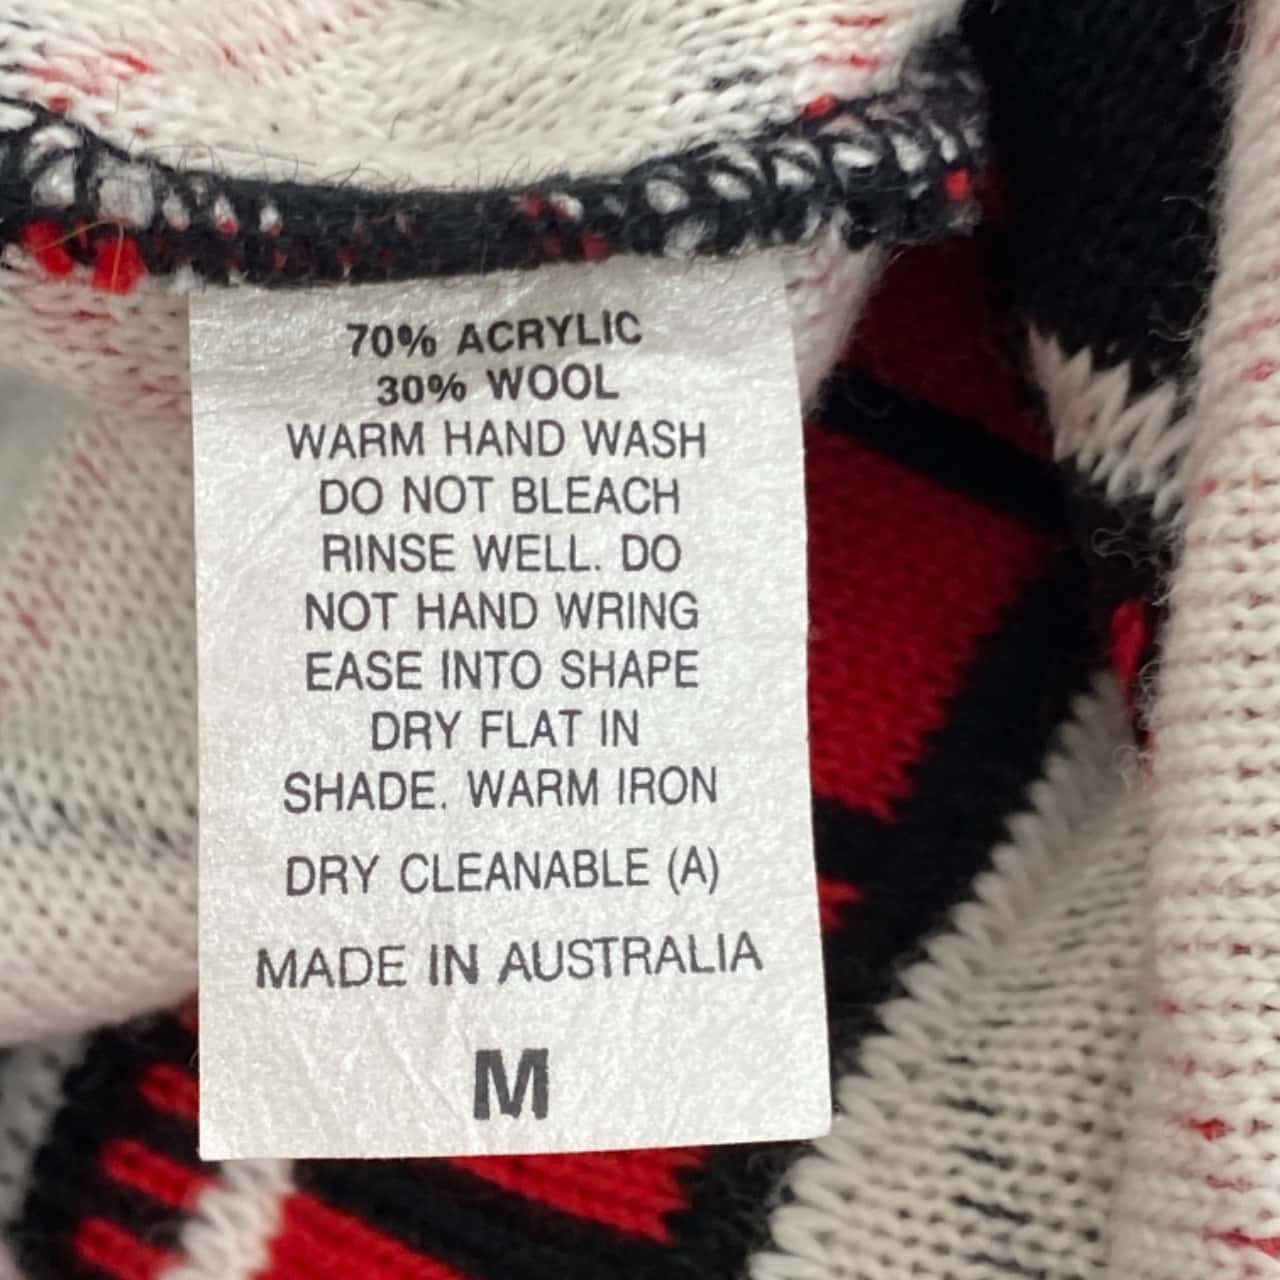 70% ACRYLIC
30% WOOL
WARM HAND WASH
DO NOT BLEACH
RINSE WELL. DO
NOT HAND WRING
EASE INTO SHAPE
DRY FLAT IN
SHADE. WARM IRON
DRY CLEANABLE (A)
MADE IN AUSTRALIA
M